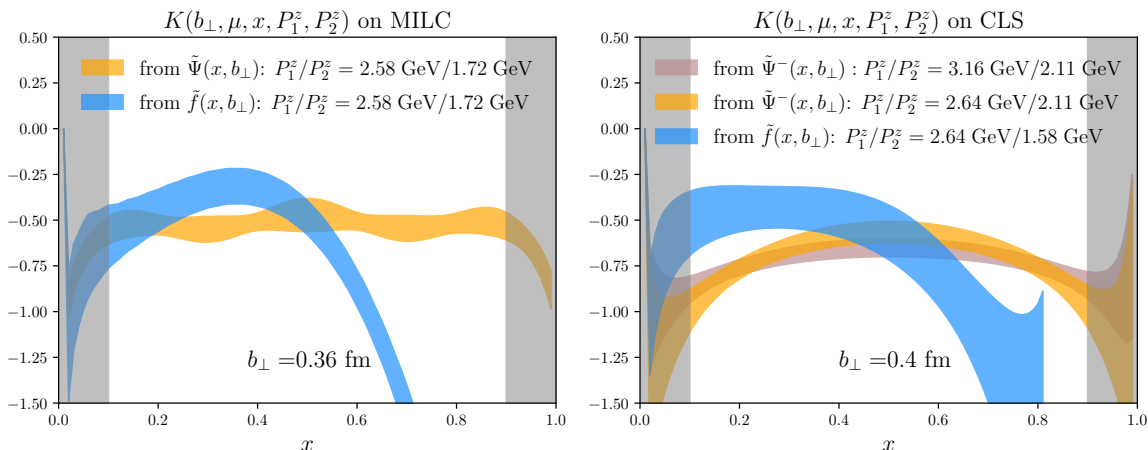 K(b⊥, μ, x, P₁ᶻ, P₂ᶻ) on MILC
0.50
0.25
0.00
−0.25
−0.50
−0.75
−1.00
−1.25
−1.50
from Ψ̃(x, b⊥): P₁ᶻ/P₂ᶻ = 2.58 GeV/1.72 GeV
from f̃(x, b⊥): P₁ᶻ/P₂ᶻ = 2.58 GeV/1.72 GeV
b⊥ =0.36 fm
0.0 0.2 0.4 0.6 0.8 1.0
x
K(b⊥, μ, x, P₁ᶻ, P₂ᶻ) on CLS
0.50
0.25
0.00
−0.25
−0.50
−0.75
−1.00
−1.25
−1.50
from Ψ̃⁻(x, b⊥) : P₁ᶻ/P₂ᶻ = 3.16 GeV/2.11 GeV
from Ψ̃⁻(x, b⊥): P₁ᶻ/P₂ᶻ = 2.64 GeV/2.11 GeV
from f̃(x, b⊥): P₁ᶻ/P₂ᶻ = 2.64 GeV/1.58 GeV
b⊥ =0.4 fm
0.0 0.2 0.4 0.6 0.8 1.0
x